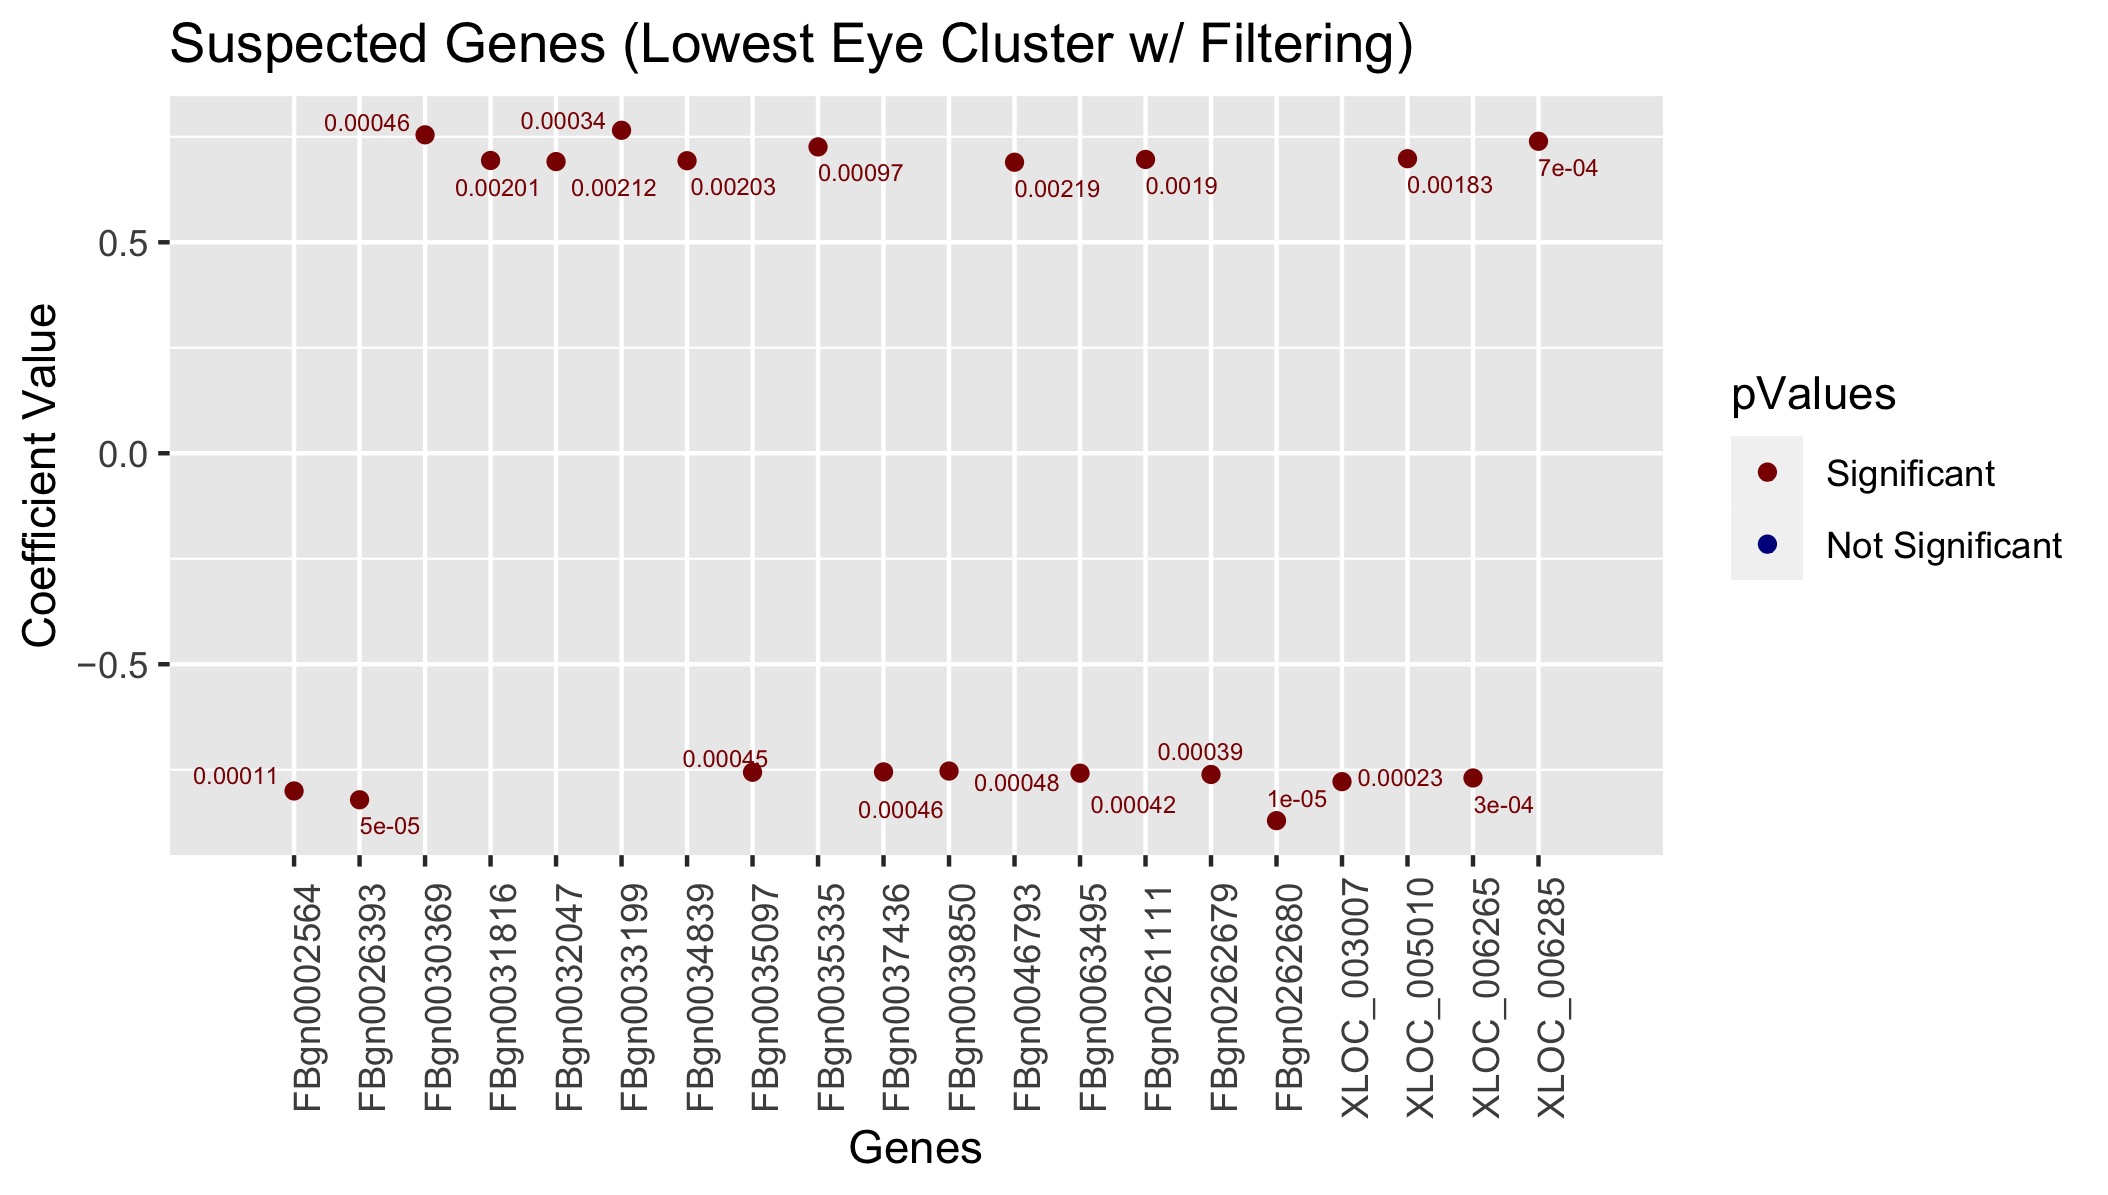 Suspected Genes (Lowest Eye Cluster w/ Filtering)
Coefficient Value
0.5
0.0
−0.5
0.00046
0.00201
0.00034
0.00212
0.00203
0.00097
0.00219
0.0019
0.00183
7e-04
0.00011
5e-05
0.00045
0.00046
0.00048
0.00042
0.00039
1e-05
0.00023
3e-04
FBgn0002564
FBgn0026393
FBgn0030369
FBgn0031816
FBgn0032047
FBgn0033199
FBgn0034839
FBgn0035097
FBgn0035335
FBgn0037436
FBgn0039850
FBgn0046793
FBgn0063495
FBgn0261111
FBgn0262679
FBgn0262680
XLOC_003007
XLOC_005010
XLOC_006265
XLOC_006285
Genes
pValues
Significant
Not Significant